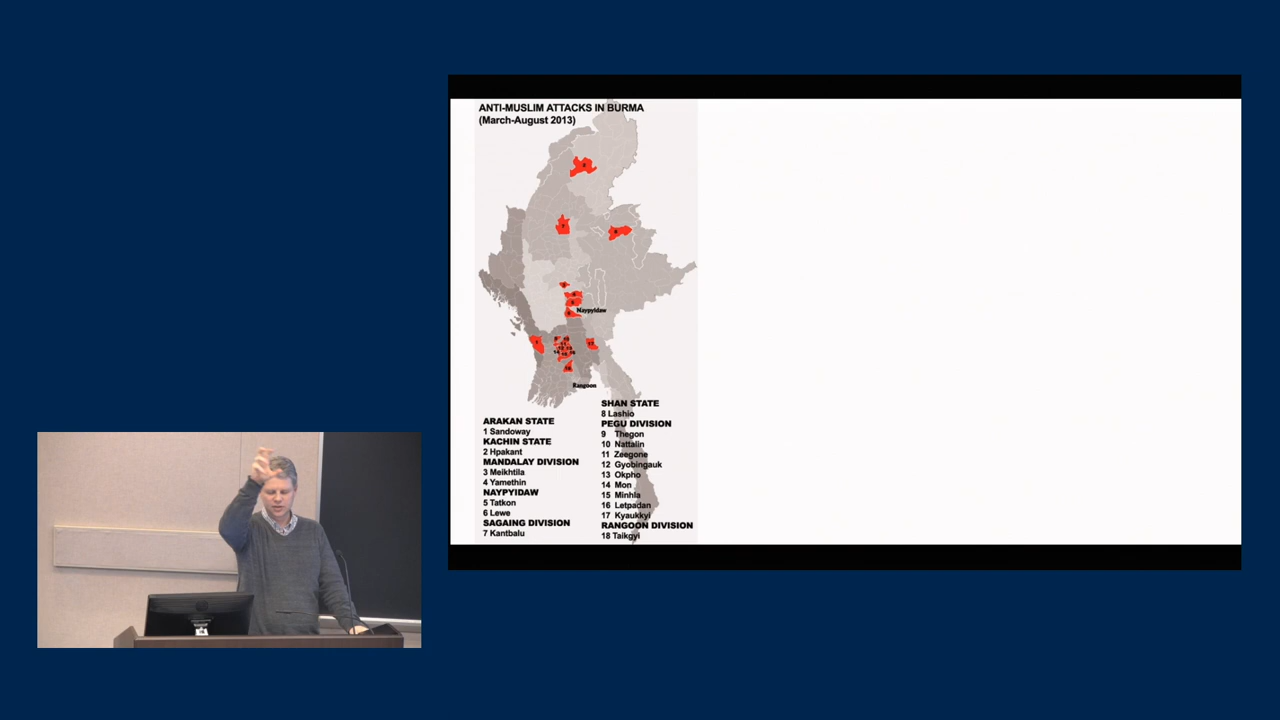 ANTI-MUSLIM ATTACKS IN BURMA
(March-August 2013)
Naypyidaw
Rangoon
ARAKAN STATE
1 Sandoway
KACHIN STATE
2 Hpakant
MANDALAY DIVISION
3 Meikhtila
4 Yamethin
NAYPYIDAW
5 Tatkon
6 Lewe
SAGAING DIVISION
7 Kantbalu
SHAN STATE
8 Lashio
PEGU DIVISION
9 Thegon
10 Nattalin
11 Zeegone
12 Gyobingauk
13 Okpho
14 Mon
15 Minhla
16 Letpadan
17 Kyaukkyi
RANGOON DIVISION
18 Taikgyi